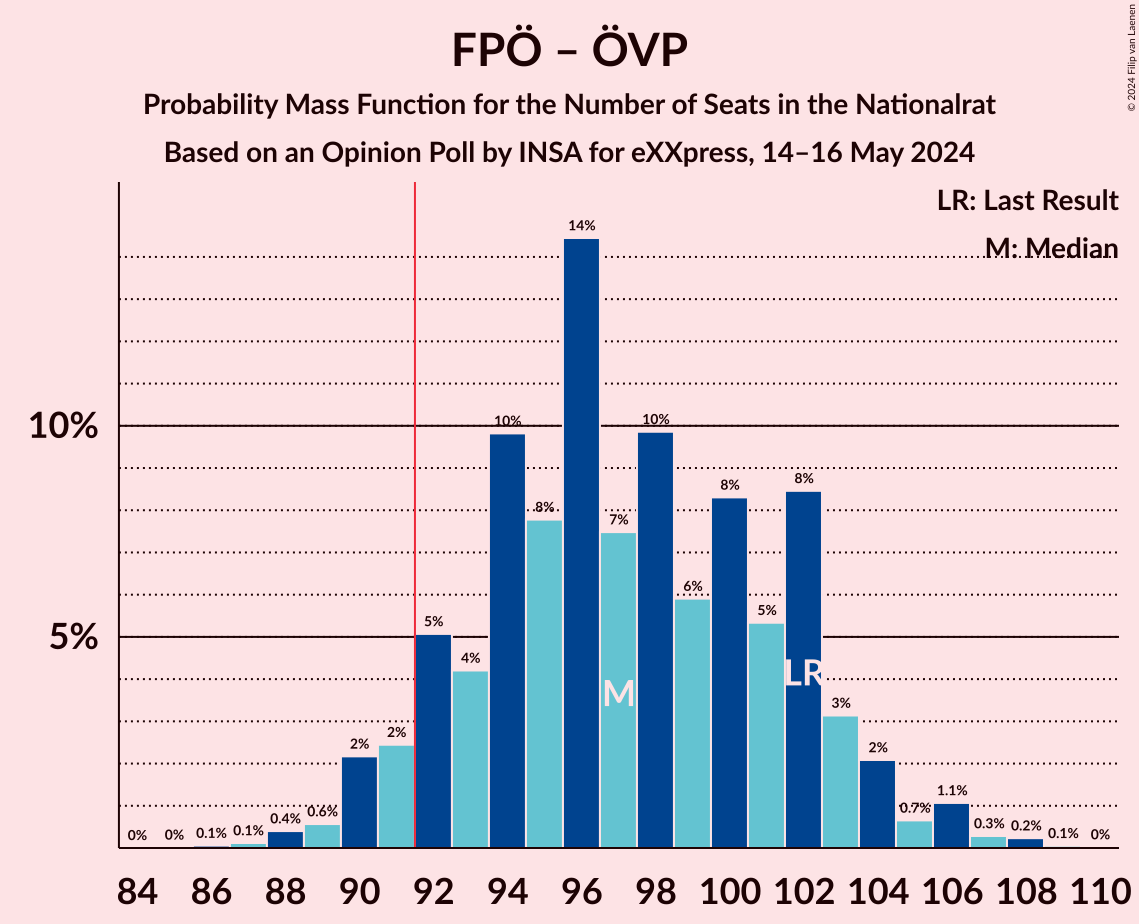 FPÖ – ÖVP
Probability Mass Function for the Number of Seats in the Nationalrat
Based on an Opinion Poll by INSA for eXXpress, 14–16 May 2024
© 2024 Filip van Laenen
LR: Last Result
M: Median
10%
5%
0% 0% 0.1% 0.1% 0.4% 0.6% 2% 2% 5% 4% 10% 8% 14% 7% 10% 6% 8% 5% 8% 3% 2% 0.7% 1.1% 0.3% 0.2% 0.1% 0%
M
LR
84 86 88 90 92 94 96 98 100 102 104 106 108 110